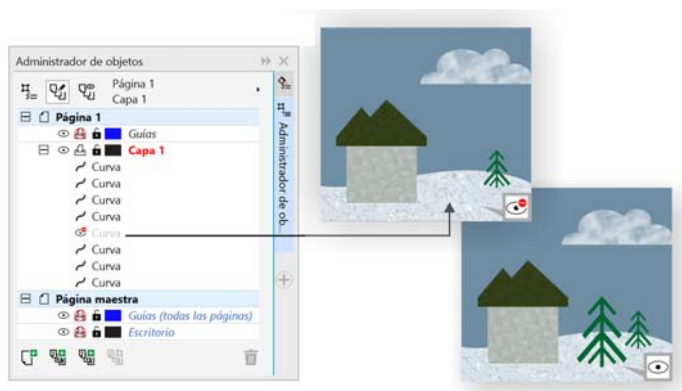 Administrador de objetos
Página 1
Capa 1
Página 1
Guías
Capa 1
Curva
Curva
Curva
Curva
Curva
Curva
Curva
Curva
Página maestra
Guías (todas las páginas)
Escritorio
Administrador de ob...